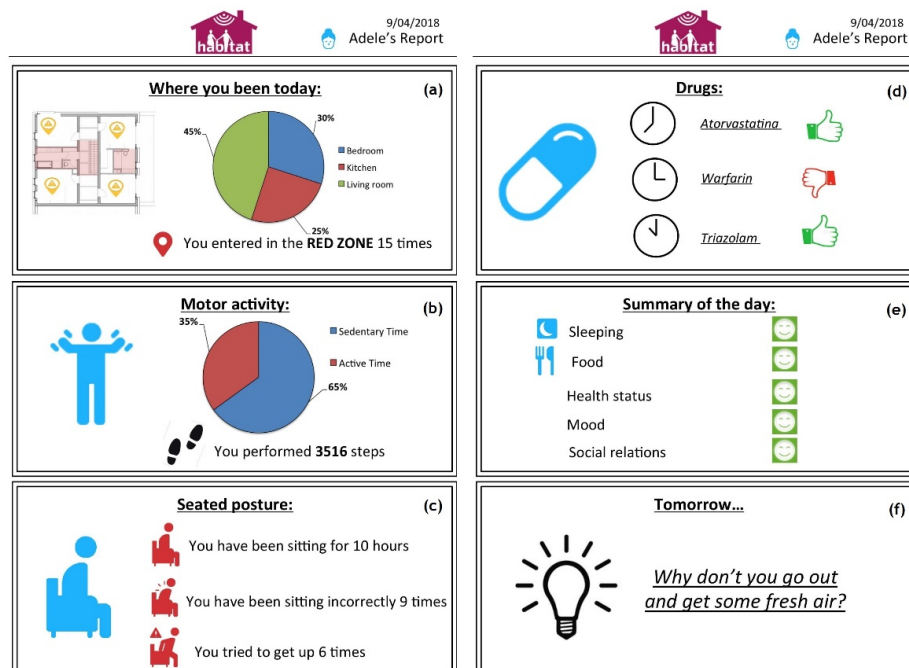 habitat
9/04/2018
Adele's Report
Where you been today:
(a)
45%
30%
25%
Bedroom
Kitchen
Living room
You entered in the RED ZONE 15 times
Motor activity:
(b)
35%
65%
Sedentary Time
Active Time
You performed 3516 steps
Seated posture:
(c)
You have been sitting for 10 hours
You have been sitting incorrectly 9 times
You tried to get up 6 times
habitat
9/04/2018
Adele's Report
Drugs:
(d)
Atorvastatina
Warfarin
Triazolam
Summary of the day:
(e)
Sleeping
Food
Health status
Mood
Social relations
Tomorrow...
(f)
Why don't you go out
and get some fresh air?